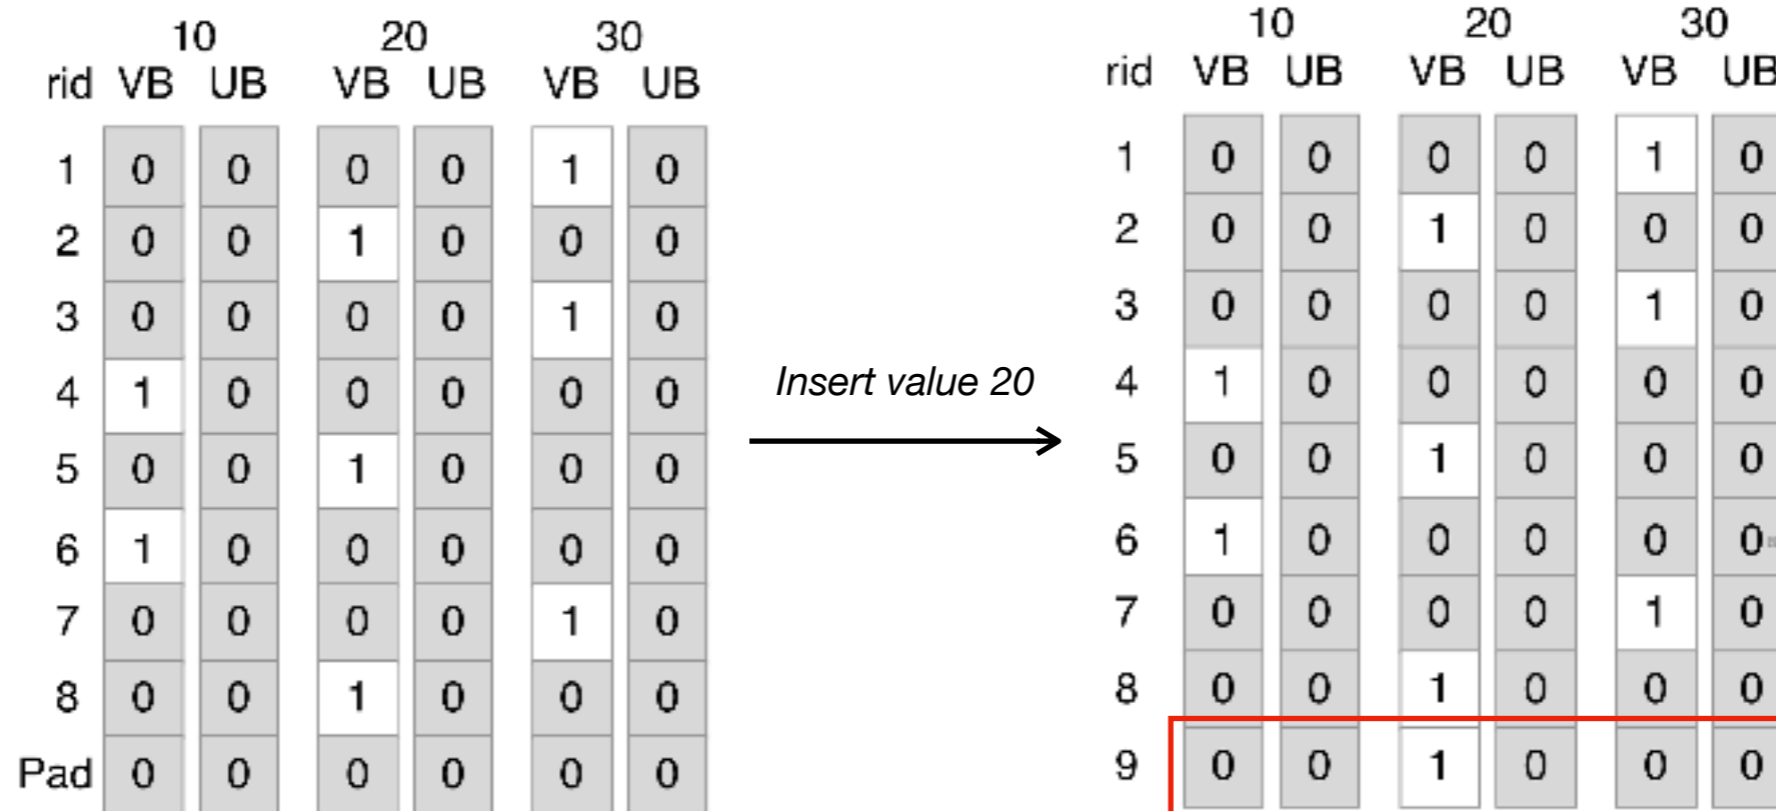 10 20 30
rid VB UB VB UB VB UB
1 0 0 0 0 1 0
2 0 0 1 0 0 0
3 0 0 0 0 1 0
4 1 0 0 0 0 0
5 0 0 1 0 0 0
6 1 0 0 0 0 0
7 0 0 0 0 1 0
8 0 0 1 0 0 0
Pad 0 0 0 0 0 0
Insert value 20
10 20 30
rid VB UB VB UB VB UB
1 0 0 0 0 1 0
2 0 0 1 0 0 0
3 0 0 0 0 1 0
4 1 0 0 0 0 0
5 0 0 1 0 0 0
6 1 0 0 0 0 0
7 0 0 0 0 1 0
8 0 0 1 0 0 0
9 0 0 1 0 0 0